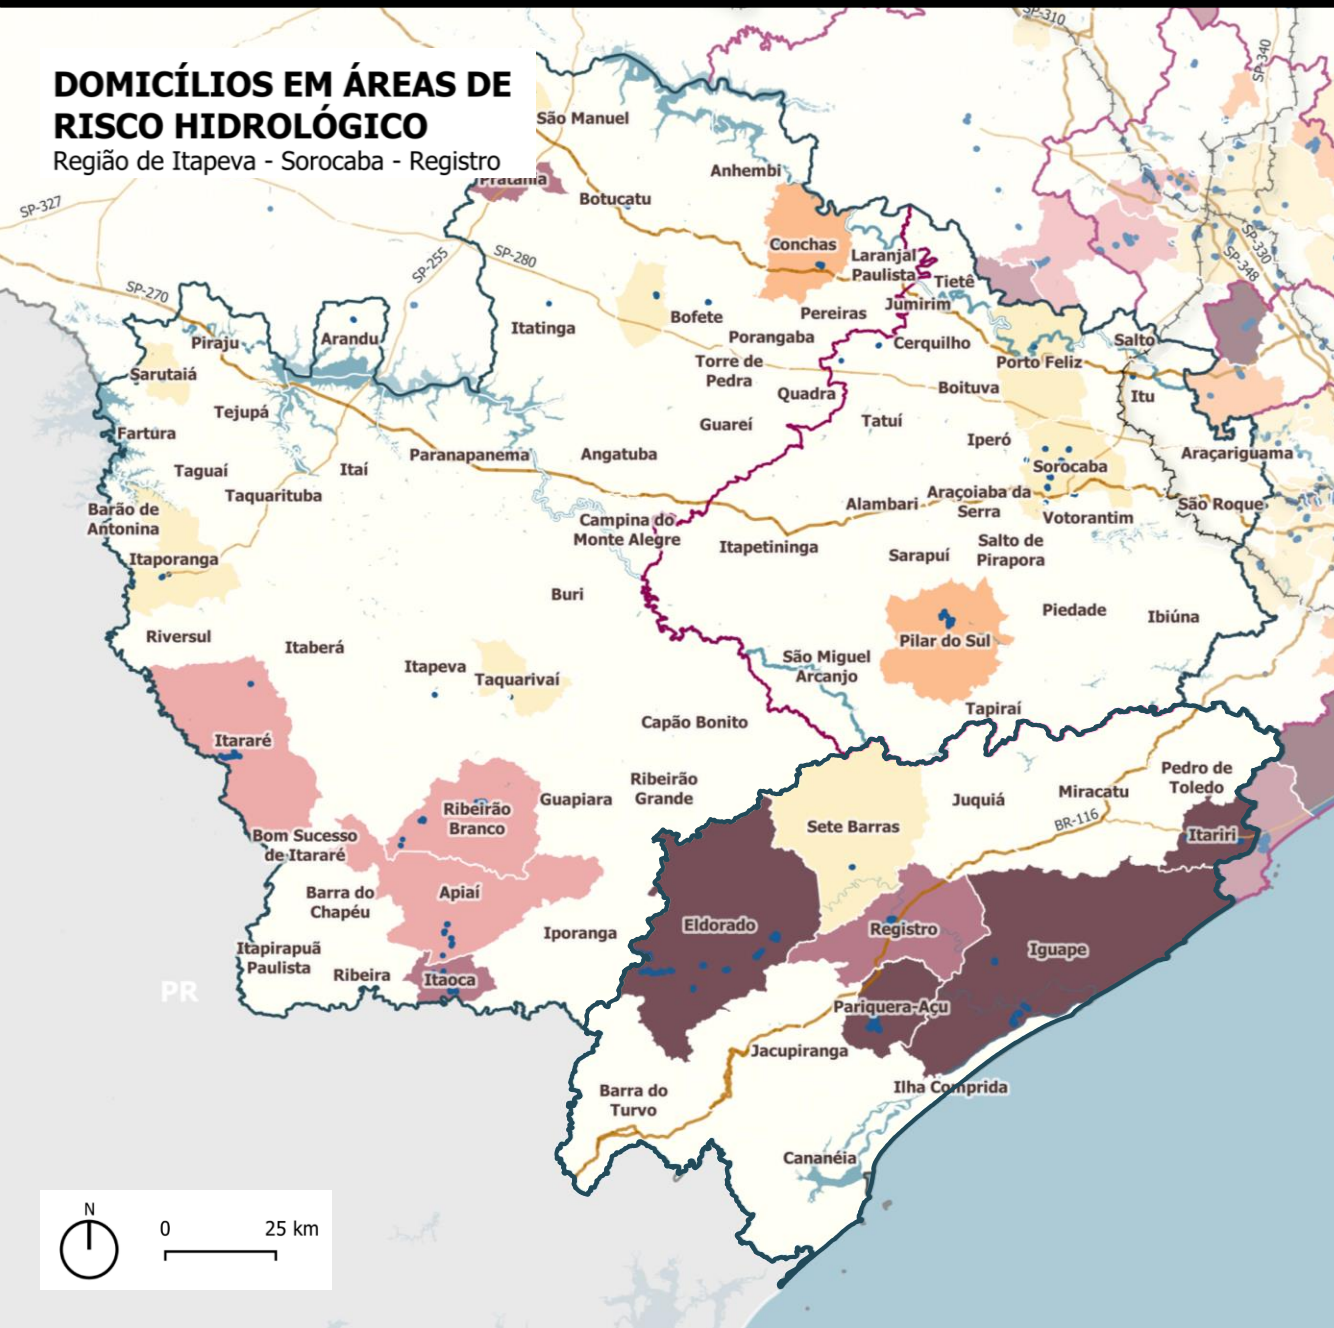 DOMICÍLIOS EM ÁREAS DE
RISCO HIDROLÓGICO
Região de Itapeva - Sorocaba - Registro
SP-310
SP-340
São Manuel
Anhembi
Pratânia
Botucatu
SP-327
SP-330
SP-348
Conchas
SP-280
SP-255
Laranjal
Paulista
Tietê
SP-270
Jumirim
Bofete
Pereiras
Itatinga
Porangaba
Cerquilho
Salto
Piraju
Arandu
Torre de
Pedra
Porto Feliz
Sarutaiá
Quadra
Boituva
Itu
Tejupá
Guareí
Tatuí
Fartura
Iperó
Paranapanema
Angatuba
Araçariguama
Taguaí
Itaí
Sorocaba
Taquarituba
Alambari
Araçoiaba da
Serra
São Roque
Barão de
Antonina
Votorantim
Campina do
Monte Alegre
Itapetininga
Salto de
Pirapora
Sarapuí
Itaporanga
Buri
Piedade
Ibiúna
Riversul
Itaberá
Pilar do Sul
Itapeva
Taquarivaí
São Miguel
Arcanjo
Tapiraí
Capão Bonito
Itararé
Pedro de
Toledo
Ribeirão
Grande
Guapiara
Juquiá
Miracatu
Ribeirão
Branco
BR-116
Sete Barras
Itariri
Bom Sucesso
de Itararé
Barra do
Chapéu
Apiaí
Eldorado
Registro
Iporanga
Itapirapuã
Paulista
Iguape
Ribeira
Itaoca
PR
Pariquera-Açu
Jacupiranga
Ilha Comprida
Barra do
Turvo
Cananéia
N
0 25 km